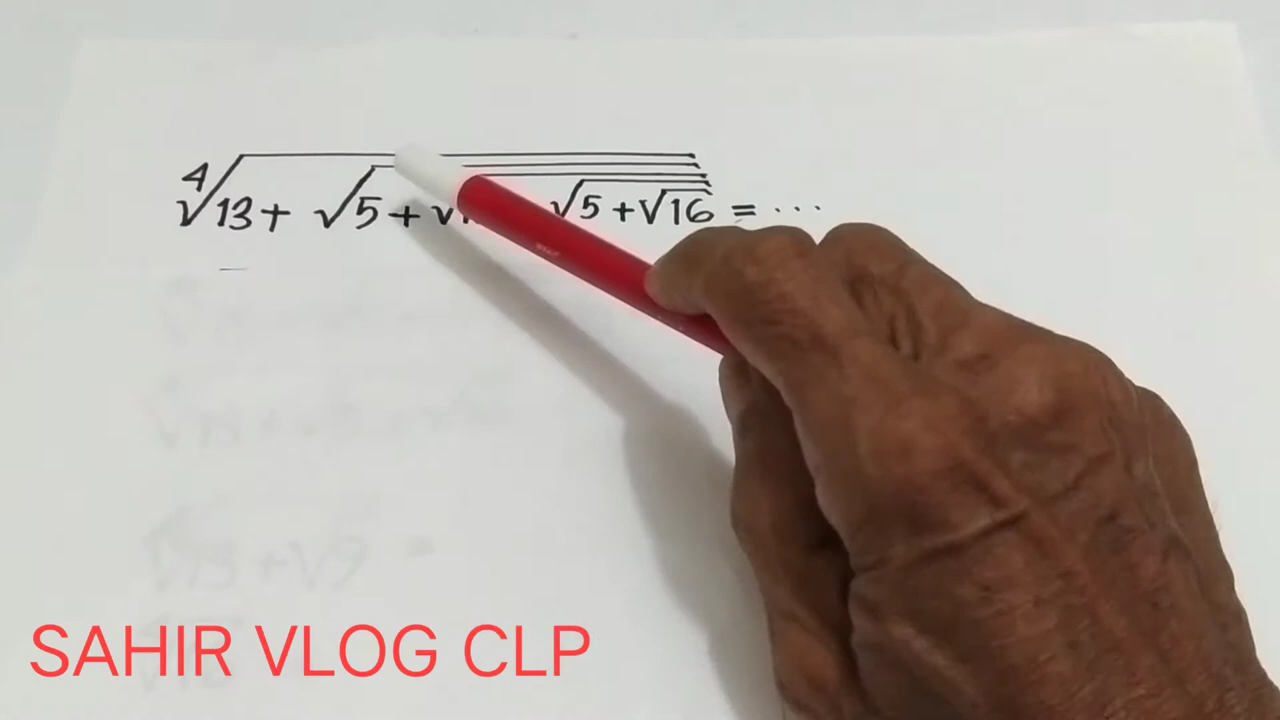 ⁴√13 + √5 + √ √5 + √16 = ...
SAHIR VLOG CLP